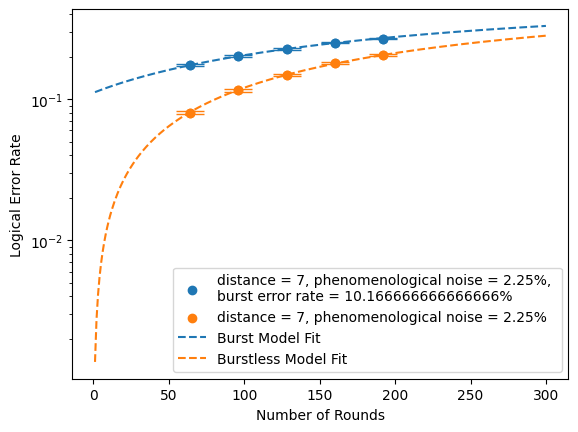 Logical Error Rate
10⁻¹
10⁻²
distance = 7, phenomenological noise = 2.25%,
burst error rate = 10.166666666666666%
distance = 7, phenomenological noise = 2.25%
Burst Model Fit
Burstless Model Fit
0 50 100 150 200 250 300
Number of Rounds